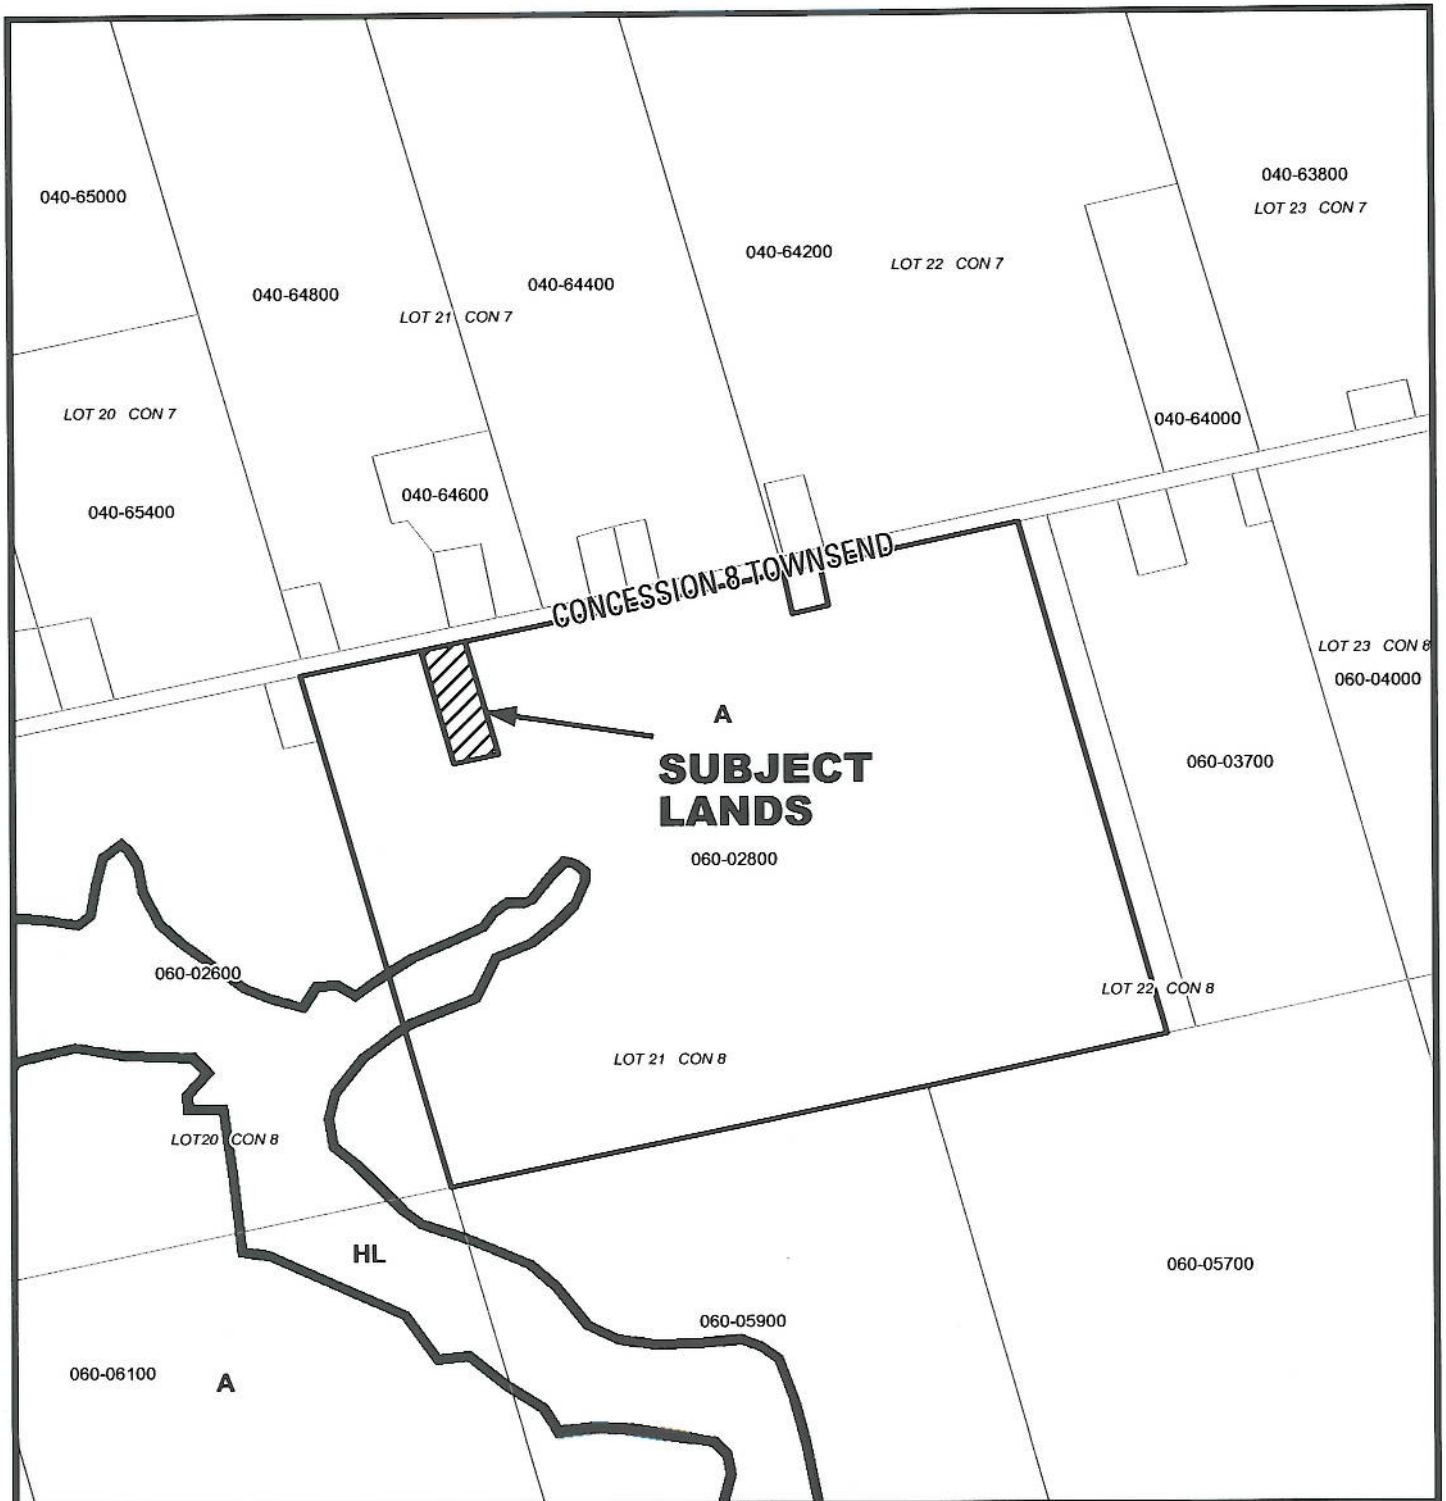 040-65000
040-63800
LOT 23 CON 7
040-64200
LOT 22 CON 7
040-64400
040-64800
LOT 21 CON 7
LOT 20 CON 7
040-64000
040-64600
040-65400
CONCESSION 8 TOWNSEND
LOT 23 CON 8
060-04000
A
SUBJECT
LANDS
060-03700
060-02800
060-02600
LOT 22 CON 8
LOT 21 CON 8
LOT20 CON 8
HL
060-05700
060-05900
060-06100
A